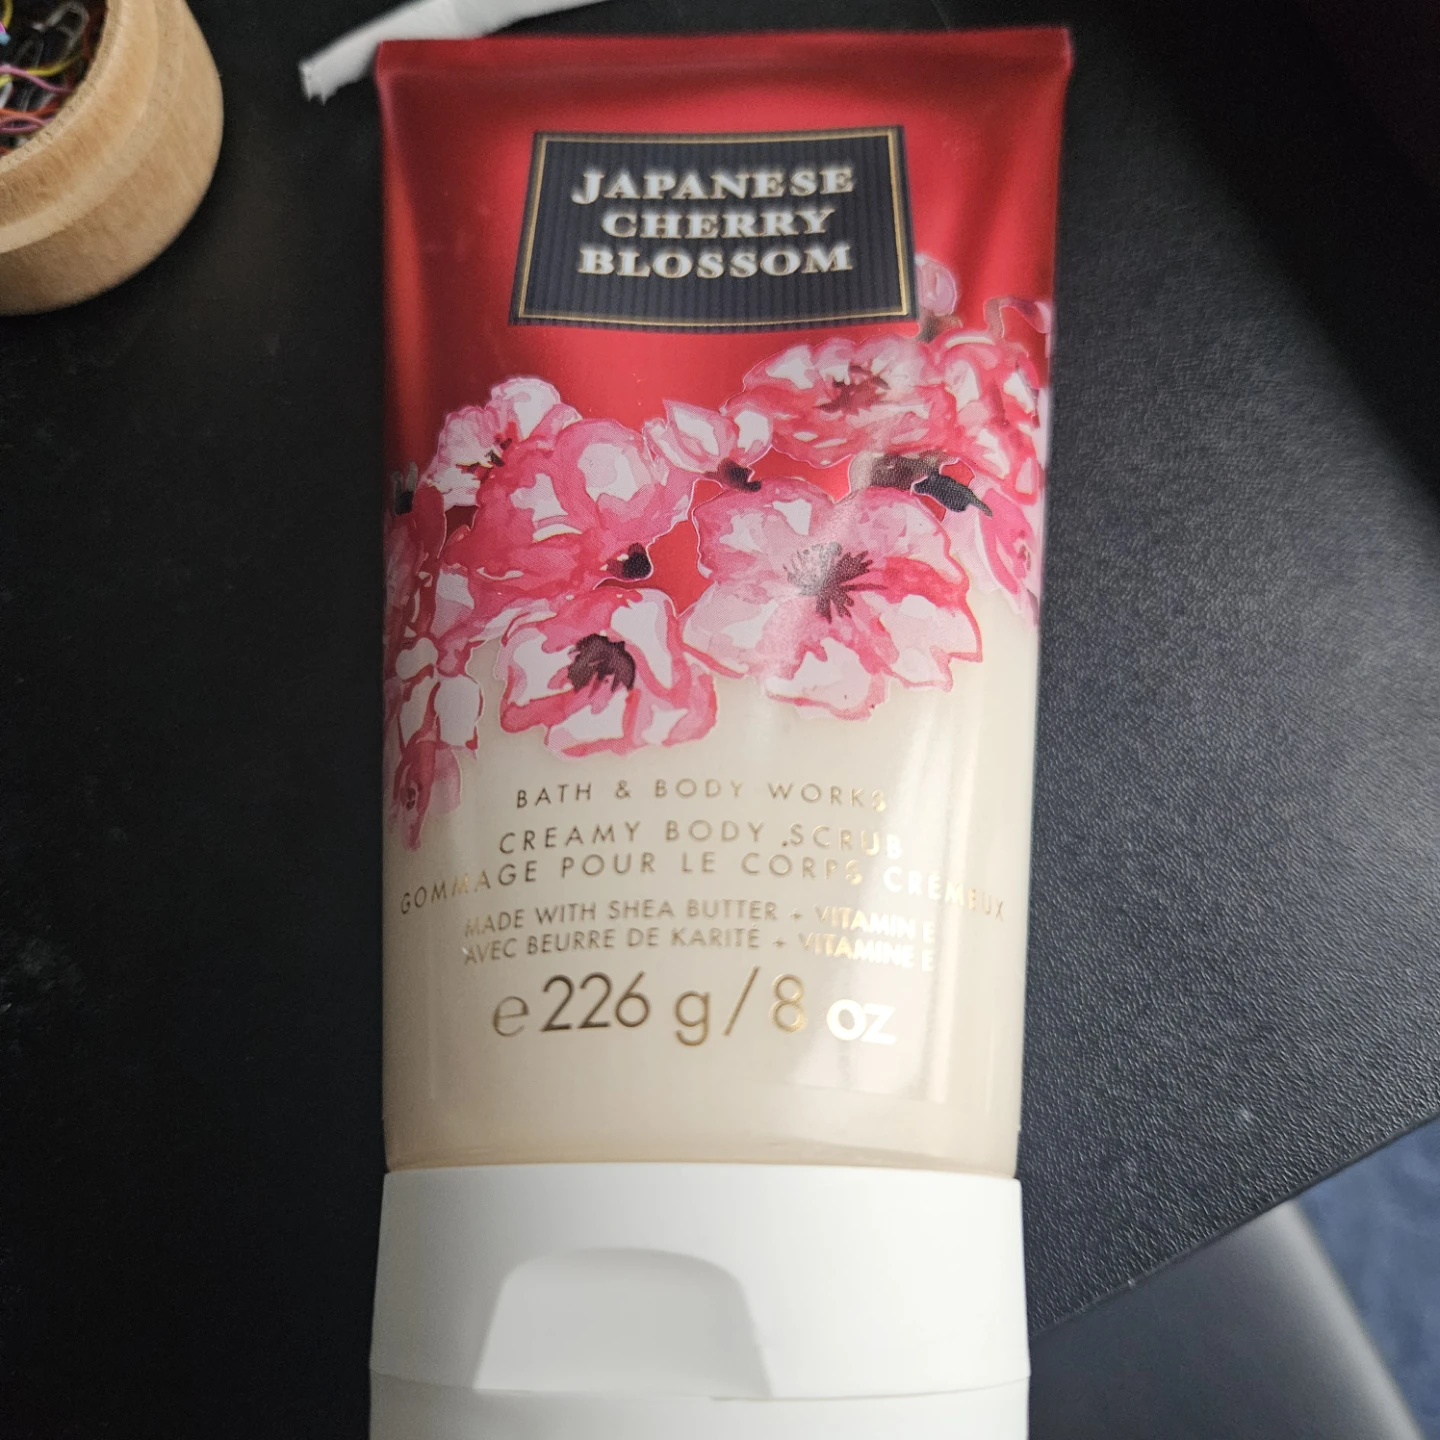 JAPANESE
CHERRY
BLOSSOM
BATH & BODY WORKS
CREAMY BODY SCRUB
GOMMAGE POUR LE CORPS CRÉMEUX
MADE WITH SHEA BUTTER + VITAMIN E
AVEC BEURRE DE KARITÉ + VITAMINE E
℮ 226 g / 8 OZ